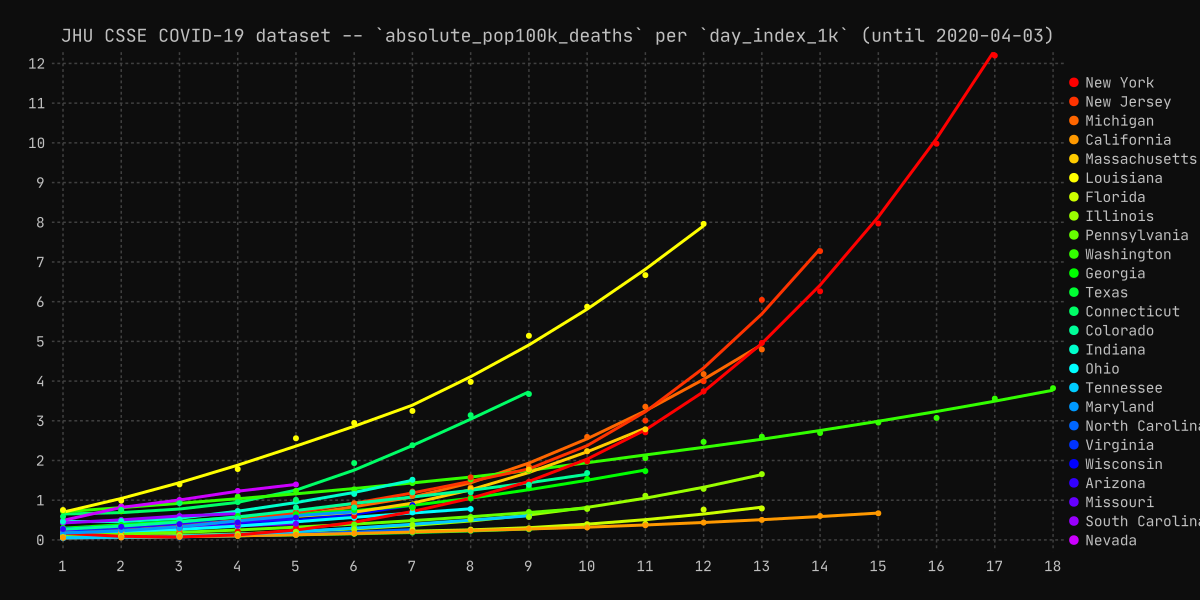 JHU CSSE COVID-19 dataset -- `absolute_pop100k_deaths` per `day_index_1k` (until 2020-04-03)
12
11
10
9
8
7
6
5
4
3
2
1
0
1 2 3 4 5 6 7 8 9 10 11 12 13 14 15 16 17 18
New York
New Jersey
Michigan
California
Massachusetts
Louisiana
Florida
Illinois
Pennsylvania
Washington
Georgia
Texas
Connecticut
Colorado
Indiana
Ohio
Tennessee
Maryland
North Carolina
Virginia
Wisconsin
Arizona
Missouri
South Carolina
Nevada